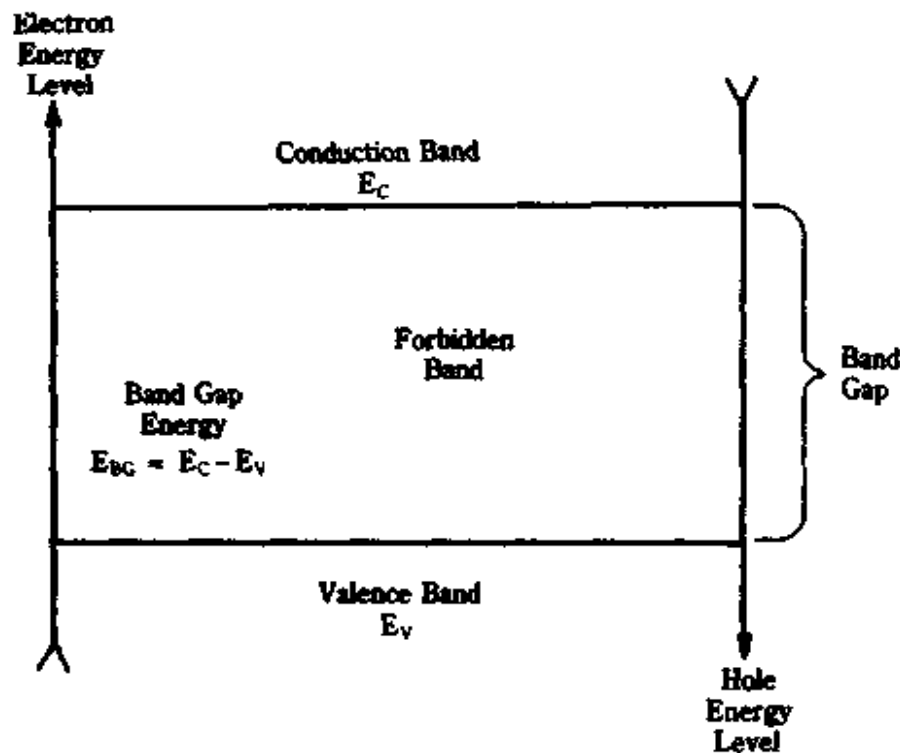 Electron
Energy
Level
Conduction Band
E_C
Forbidden
Band
Band
Gap
Band Gap
Energy
E_BG = E_C – E_V
Valence Band
E_V
Hole
Energy
Level